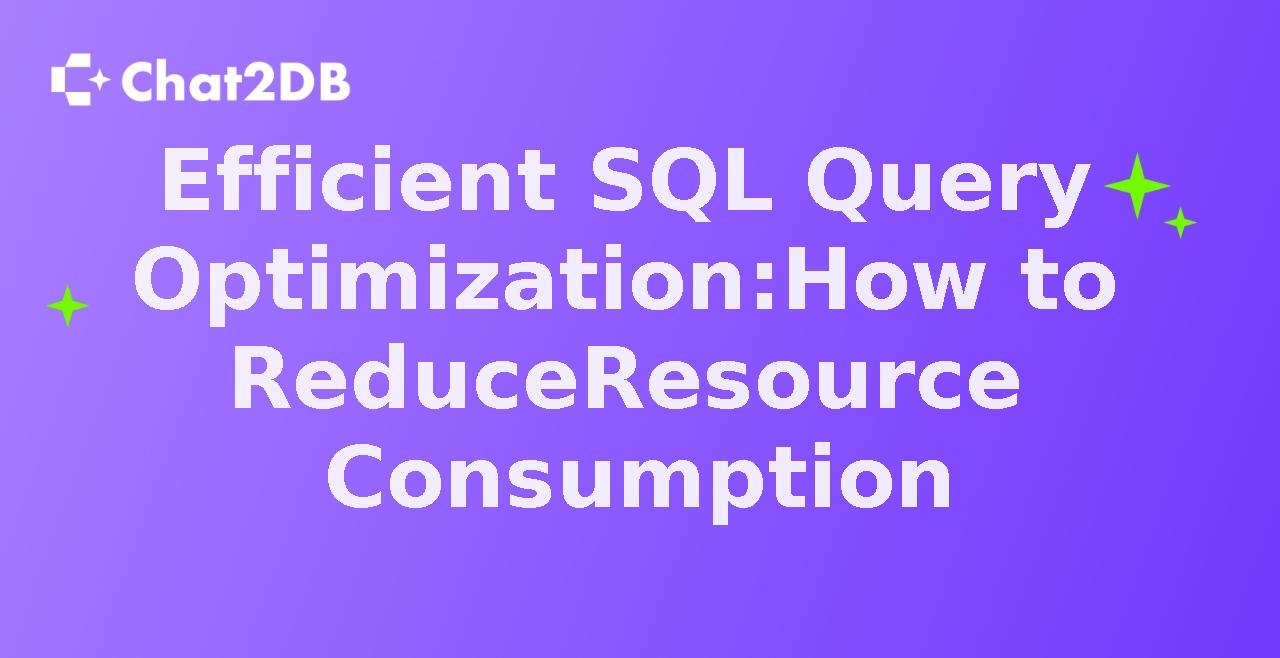 Chat2DB
Efficient SQL Query
Optimization:How to
ReduceResource
Consumption